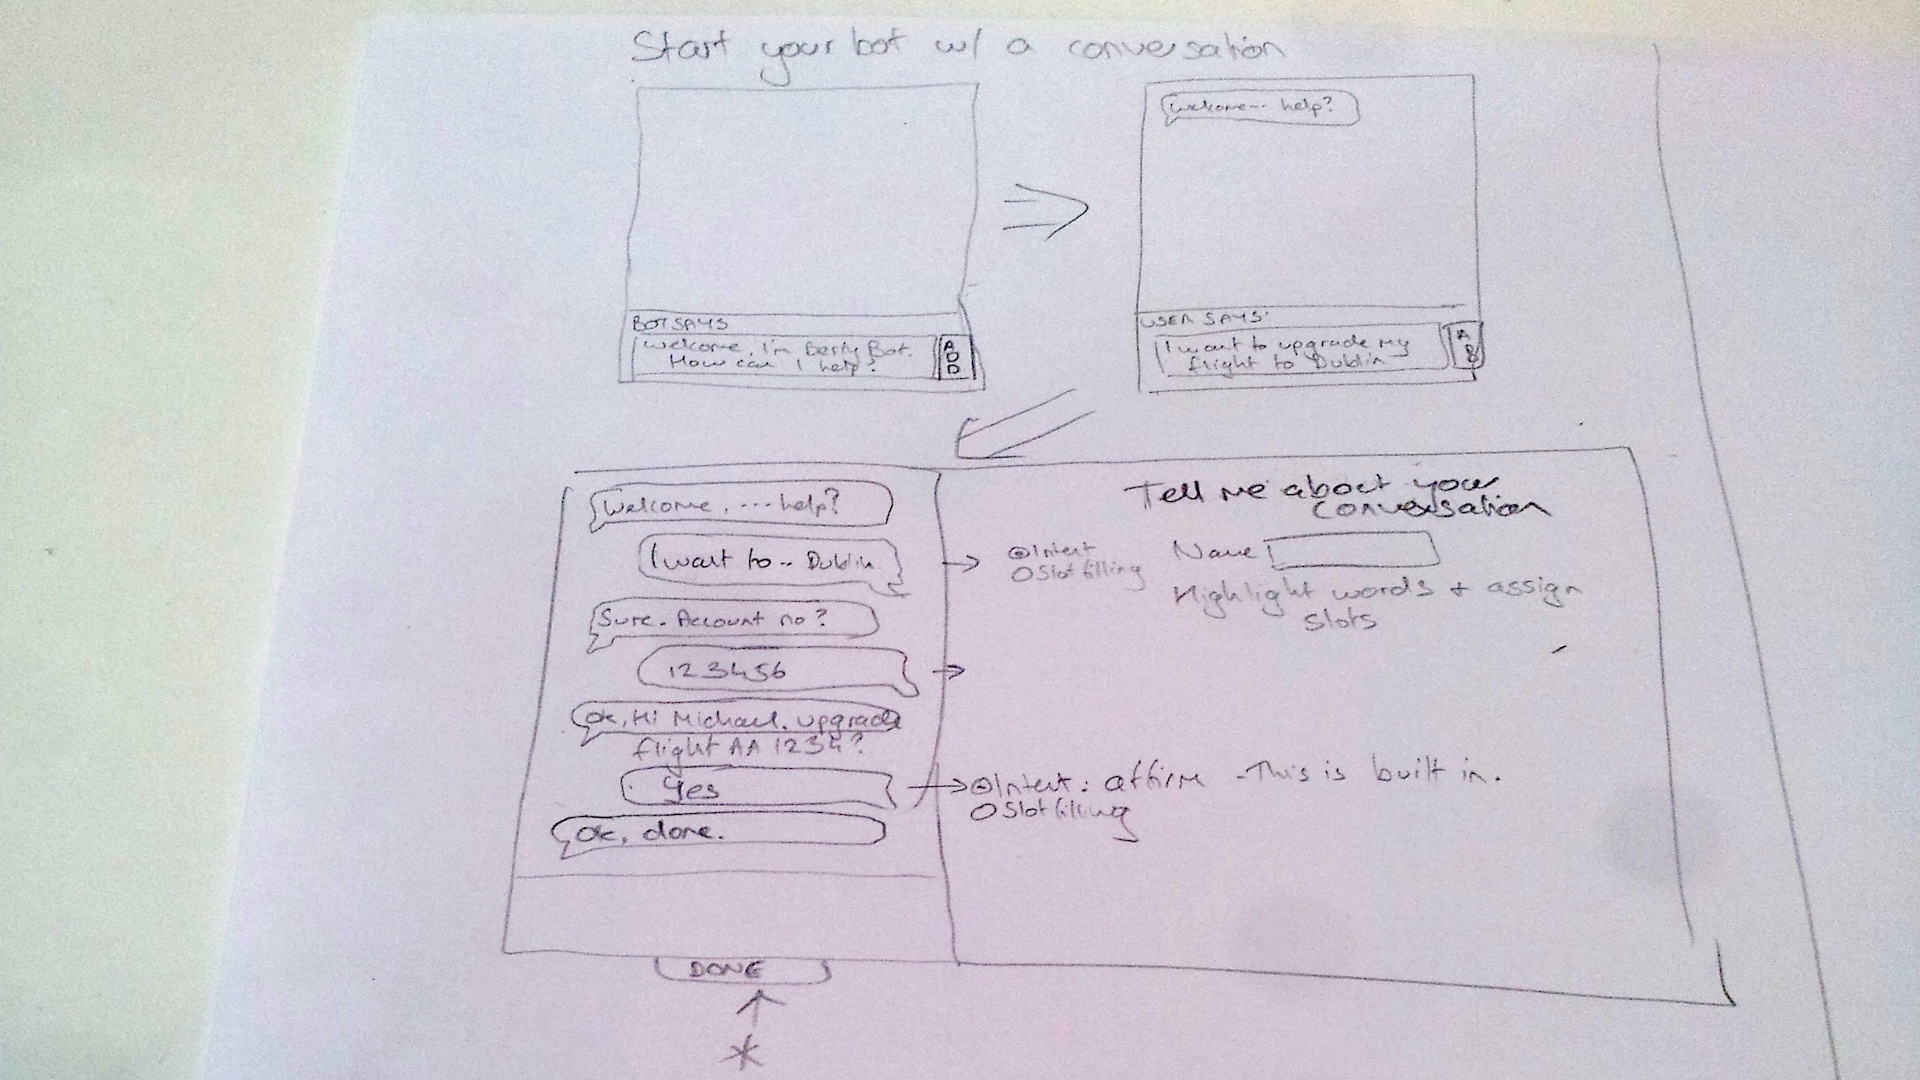 Start your bot w/ a conversation
BOT SAYS
Welcome, I'm Berty Bot.
How can I help?
ADD
Welcome... help?
USER SAYS:
I want to upgrade my
flight to Dublin
Welcome. ... help?
I want to .. Dublin
Sure. Account no?
123456
Ok, Hi Michael. upgrade
flight AA 1234?
Yes
Ok, done.
DONE
Tell me about your
conversation
Intent
Slot filling
Name
Highlight words + assign
slots
Intent: affirm - This is built in.
Slot filling